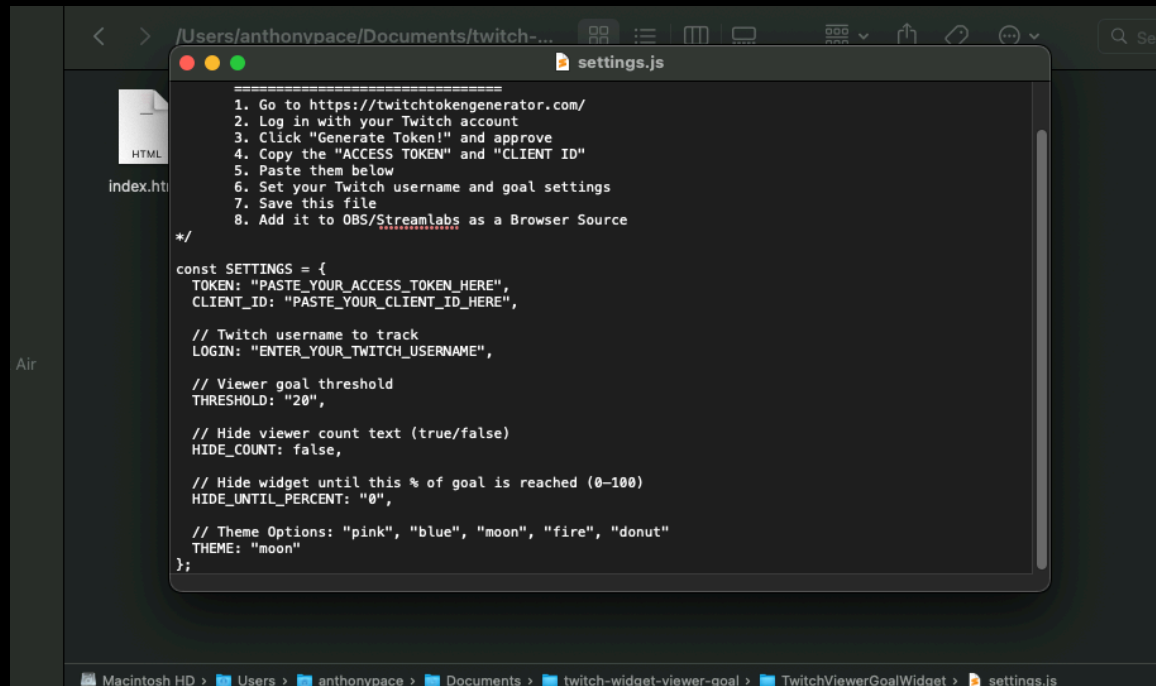 /Users/anthonypace/Documents/twitch-...
settings.js
================================
1. Go to https://twitchtokengenerator.com/
2. Log in with your Twitch account
3. Click "Generate Token!" and approve
4. Copy the "ACCESS TOKEN" and "CLIENT ID"
5. Paste them below
6. Set your Twitch username and goal settings
7. Save this file
8. Add it to OBS/Streamlabs as a Browser Source
*/
const SETTINGS = {
TOKEN: "PASTE_YOUR_ACCESS_TOKEN_HERE",
CLIENT_ID: "PASTE_YOUR_CLIENT_ID_HERE",
// Twitch username to track
LOGIN: "ENTER_YOUR_TWITCH_USERNAME",
// Viewer goal threshold
THRESHOLD: "20",
// Hide viewer count text (true/false)
HIDE_COUNT: false,
// Hide widget until this % of goal is reached (0–100)
HIDE_UNTIL_PERCENT: "0",
// Theme Options: "pink", "blue", "moon", "fire", "donut"
THEME: "moon"
};
HTML
index.ht
Air
Se
Macintosh HD › Users › anthonypace › Documents › twitch-widget-viewer-goal › TwitchViewerGoalWidget › settings.js